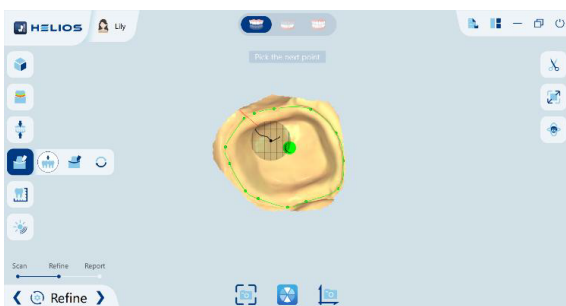 HELIOS
Lily
Pick the next point
Scan Refine Report
Refine